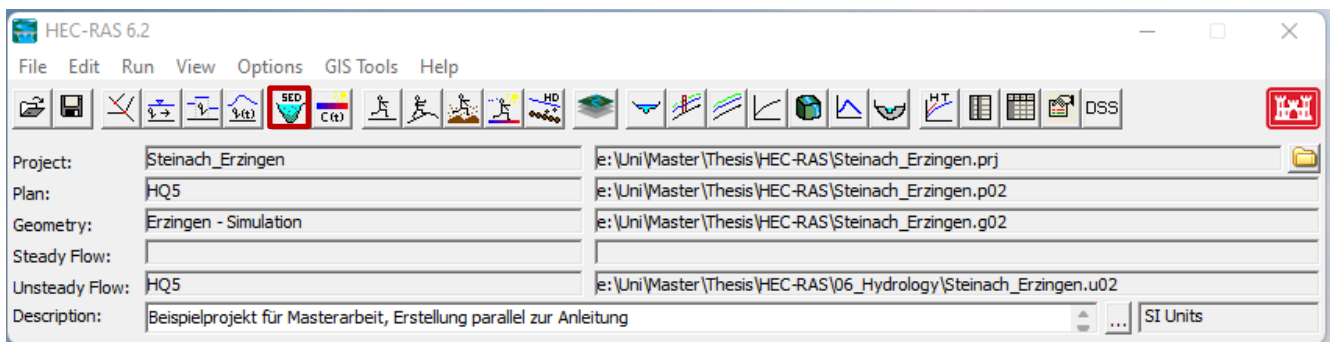 HEC-RAS 6.2
File Edit Run View Options GIS Tools Help
SED C(t) HD HT DSS
Project: Steinach_Erzingen e:\Uni\Master\Thesis\HEC-RAS\Steinach_Erzingen.prj
Plan: HQ5 e:\Uni\Master\Thesis\HEC-RAS\Steinach_Erzingen.p02
Geometry: Erzingen - Simulation e:\Uni\Master\Thesis\HEC-RAS\Steinach_Erzingen.g02
Steady Flow:
Unsteady Flow: HQ5 e:\Uni\Master\Thesis\HEC-RAS\06_Hydrology\Steinach_Erzingen.u02
Description: Beispielprojekt für Masterarbeit, Erstellung parallel zur Anleitung ... SI Units